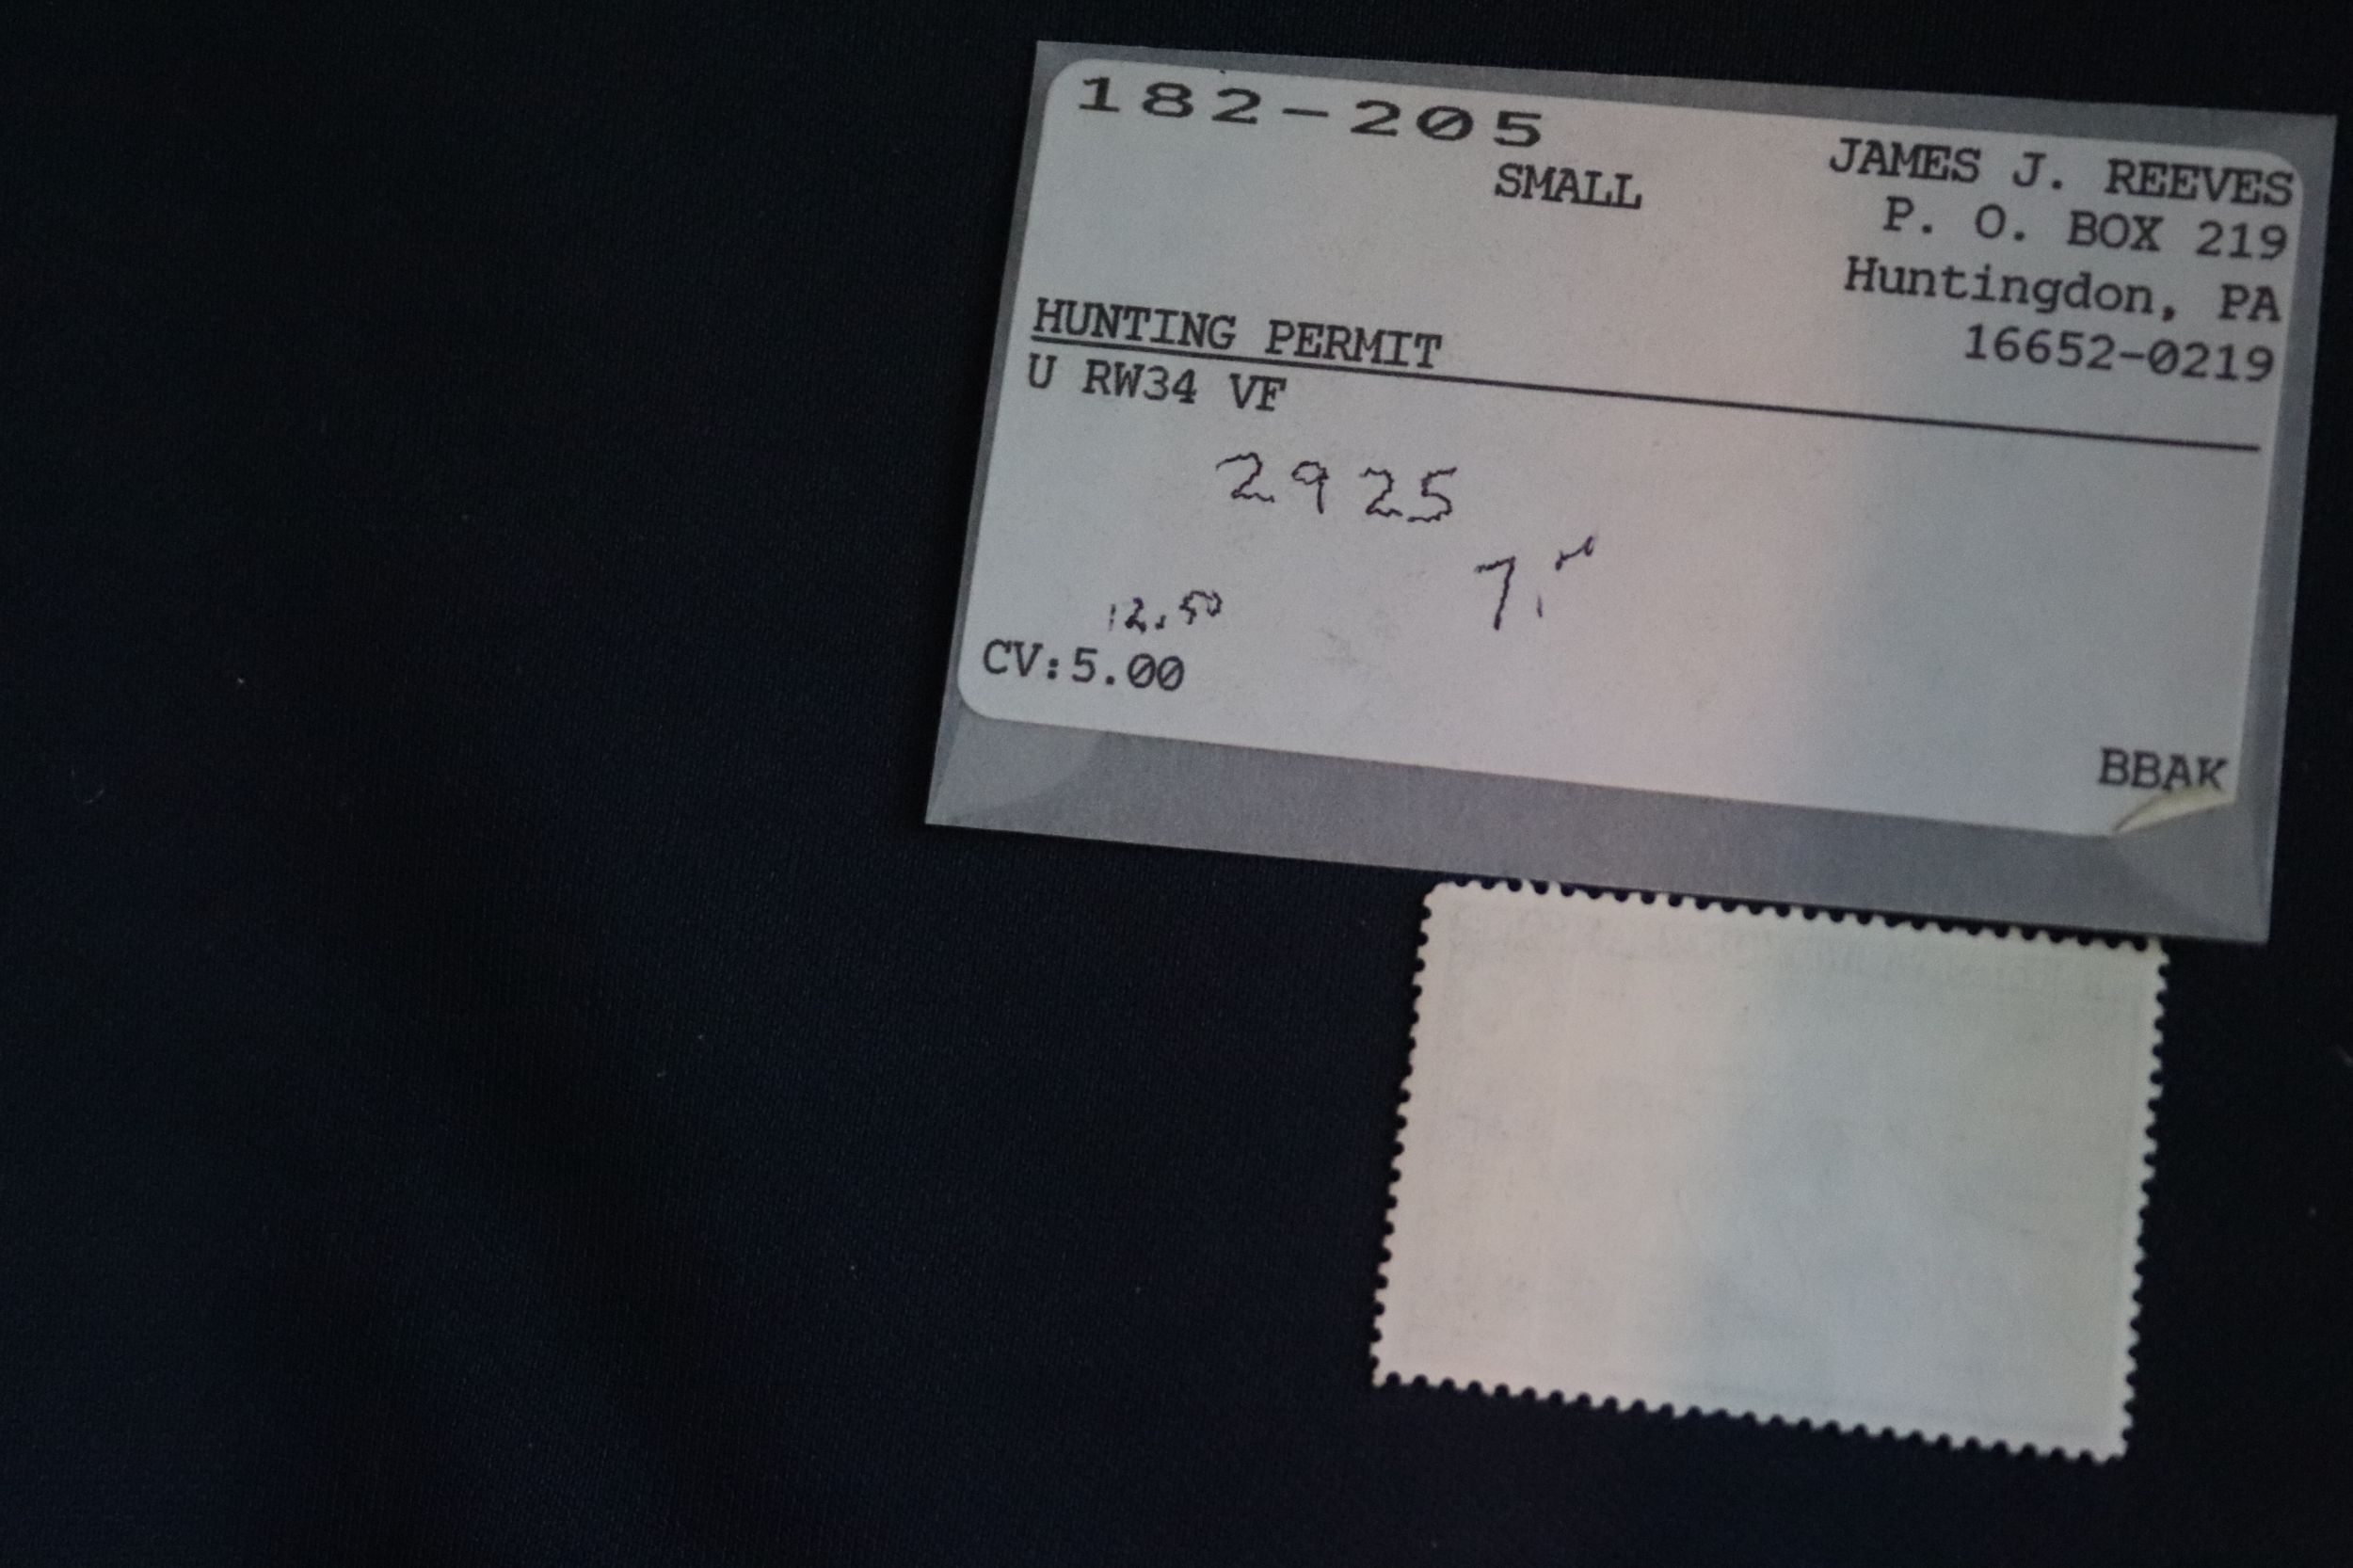 182-205
SMALL
JAMES J. REEVES
P. O. BOX 219
Huntingdon, PA
16652-0219
HUNTING PERMIT
U RW34 VF
2925
12.50
CV:5.00
BBAK